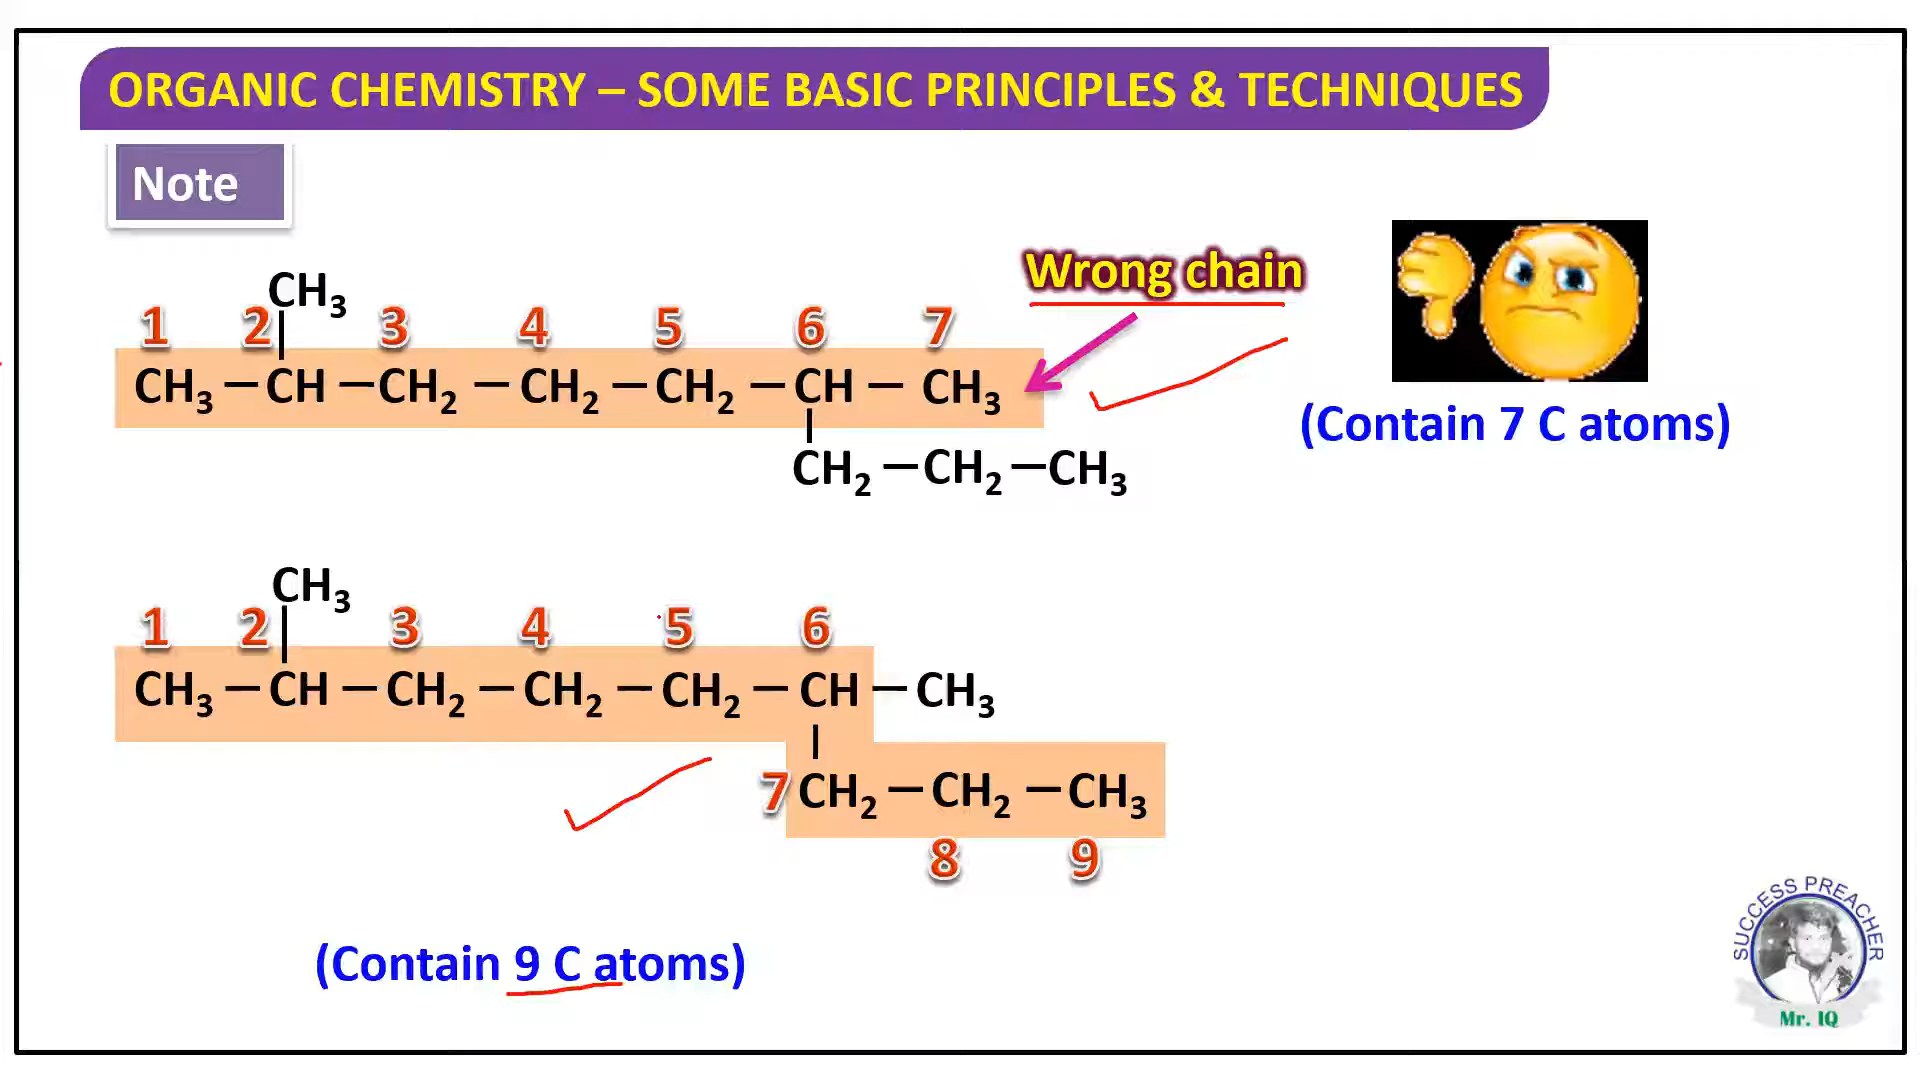 ORGANIC CHEMISTRY – SOME BASIC PRINCIPLES & TECHNIQUES
Note
Wrong chain
CH₃
1 2 3 4 5 6 7
CH₃ – CH – CH₂ – CH₂ – CH₂ – CH – CH₃
(Contain 7 C atoms)
CH₂ – CH₂ – CH₃
CH₃
1 2 3 4 5 6
CH₃ – CH – CH₂ – CH₂ – CH₂ – CH – CH₃
7 CH₂ – CH₂ – CH₃
8 9
(Contain 9 C atoms)
SUCCESS PREACHER
Mr. IQ